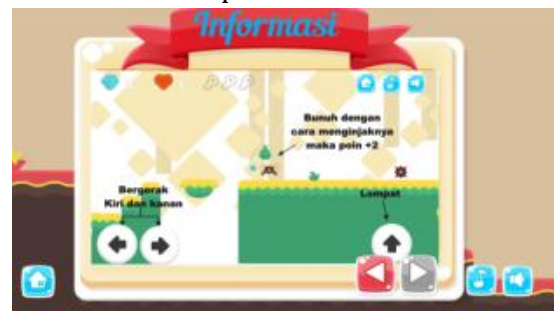 Informasi
Bunuh dengan
cara menginjaknya
maka poin +2
Bergerak
Kiri dan kanan
Lompat